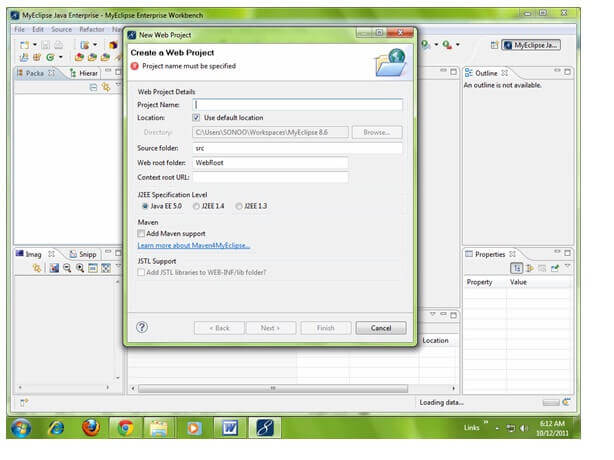 MyEclipse Java Enterprise - MyEclipse Enterprise Workbench
File Edit Source Refactor Nav
MyEclipse Ja...
Packa
Hierar
Outline
An outline is not available.
Imag
Snipp
Properties
Property Value
Location
New Web Project
Create a Web Project
Project name must be specified
Web Project Details
Project Name:
Location: Use default location
Directory: C:\Users\SONOO\Workspaces\MyEclipse 8.6 Browse...
Source folder: src
Web root folder: WebRoot
Context root URL:
J2EE Specification Level
Java EE 5.0 J2EE 1.4 J2EE 1.3
Maven
Add Maven support
Learn more about Maven4MyEclipse...
JSTL Support
Add JSTL libraries to WEB-INF/lib folder?
< Back Next > Finish Cancel
Loading data...
Links
6:12 AM
10/12/2011